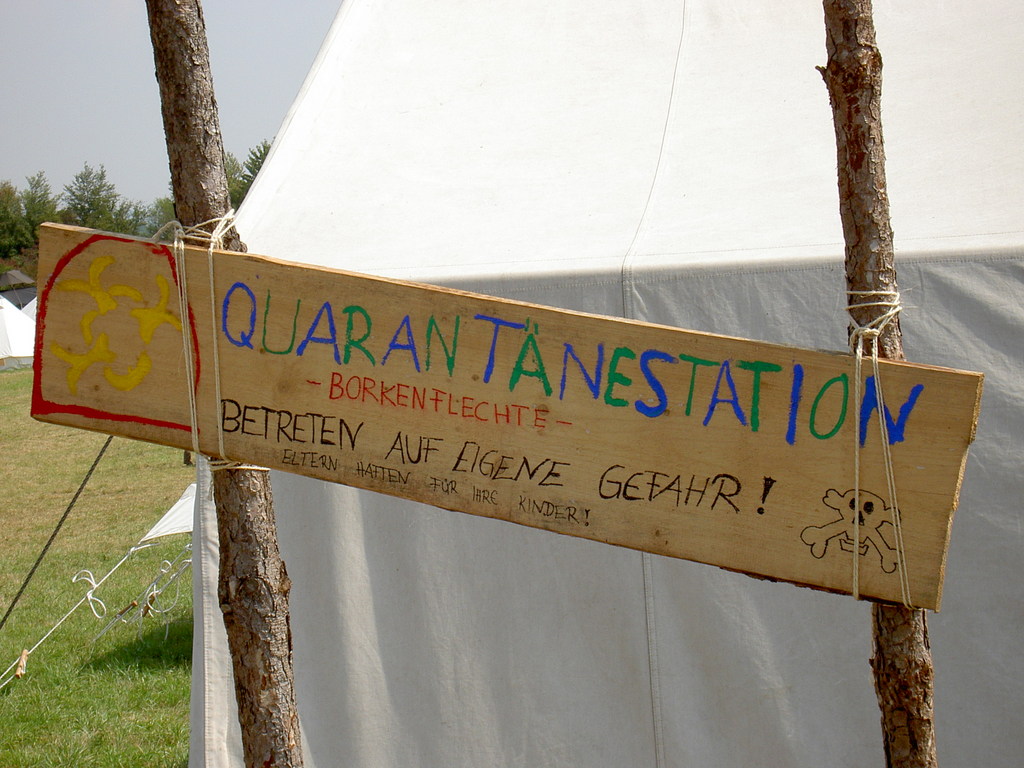 QUARANTÄNESTATION
- BORKENFLECHTE -
BETRETEN AUF EIGENE GEFAHR!
ELTERN HAFTEN FÜR IHRE KINDER!